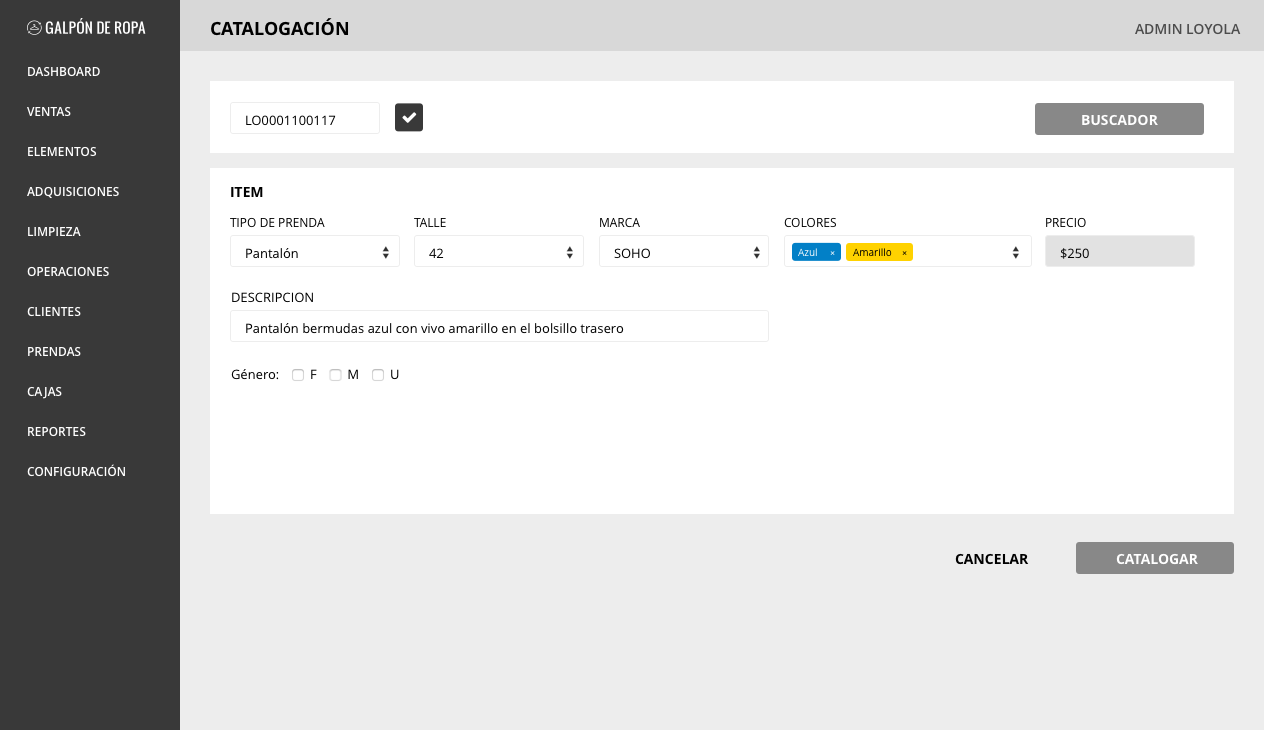 GALPÓN DE ROPA
DASHBOARD
VENTAS
ELEMENTOS
ADQUISICIONES
LIMPIEZA
OPERACIONES
CLIENTES
PRENDAS
CAJAS
REPORTES
CONFIGURACIÓN
CATALOGACIÓN
ADMIN LOYOLA
LO0001100117
BUSCADOR
ITEM
TIPO DE PRENDA TALLE MARCA COLORES PRECIO
Pantalón 42 SOHO Azul × Amarillo × $250
DESCRIPCION
Pantalón bermudas azul con vivo amarillo en el bolsillo trasero
Género: F M U
CANCELAR CATALOGAR